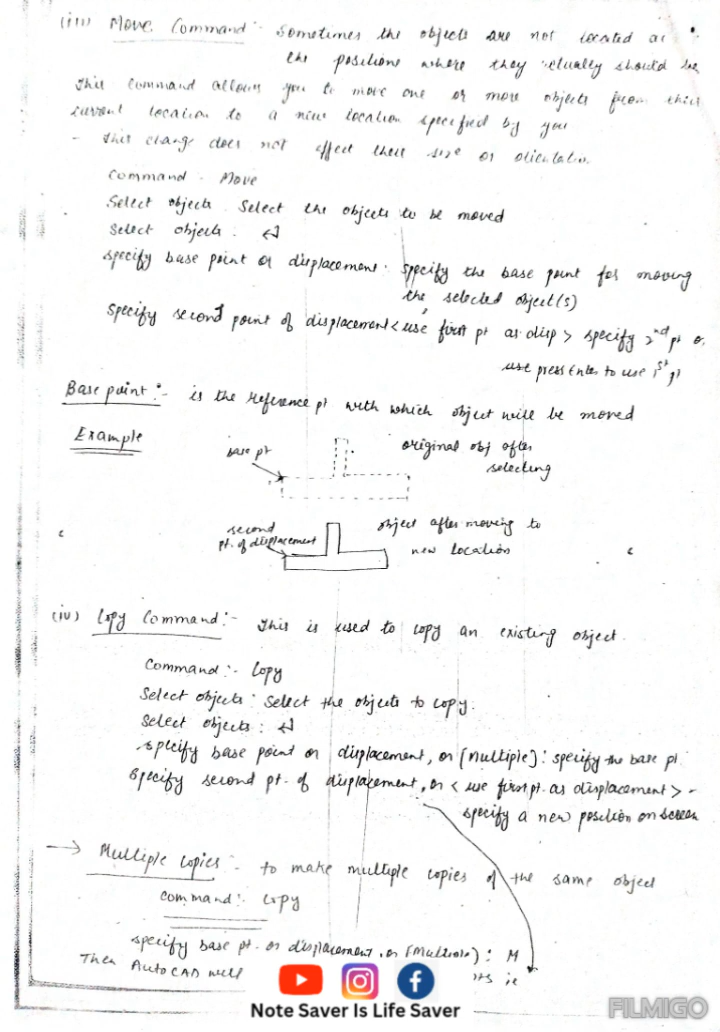 (iii) Move Command :- Sometimes the objects are not located at
the positions where they actually should be
This command allows you to move one or more objects from their
current location to a new location specified by you
- This change does not affect their size or orientation
Command : Move
Select objects : Select the objects to be moved
Select objects : ↵
Specify base point or displacement : specify the base point for moving
the selected object(s)
Specify second point of displacement < use first pt as disp > specify 2nd pt or
use press Enter to use 1st pt
Base point :- is the reference pt with which object will be moved
Example
base pt
original obj after
selecting
second
pt. of displacement
object after moving to
new location
(iv) Copy Command :- This is used to copy an existing object.
Command :- Copy
Select objects : Select the objects to copy.
Select objects : ↵
specify base point or displacement, or [Multiple] : specify the base pt.
Specify second pt. of displacement, or < use first pt. as displacement > -
specify a new position on screen
→ Multiple copies :- to make multiple copies of the same object
command :- copy
specify base pt. or displacement, or [Multiple] : M
Then AutoCAD will
Note Saver Is Life Saver
FILMIGO